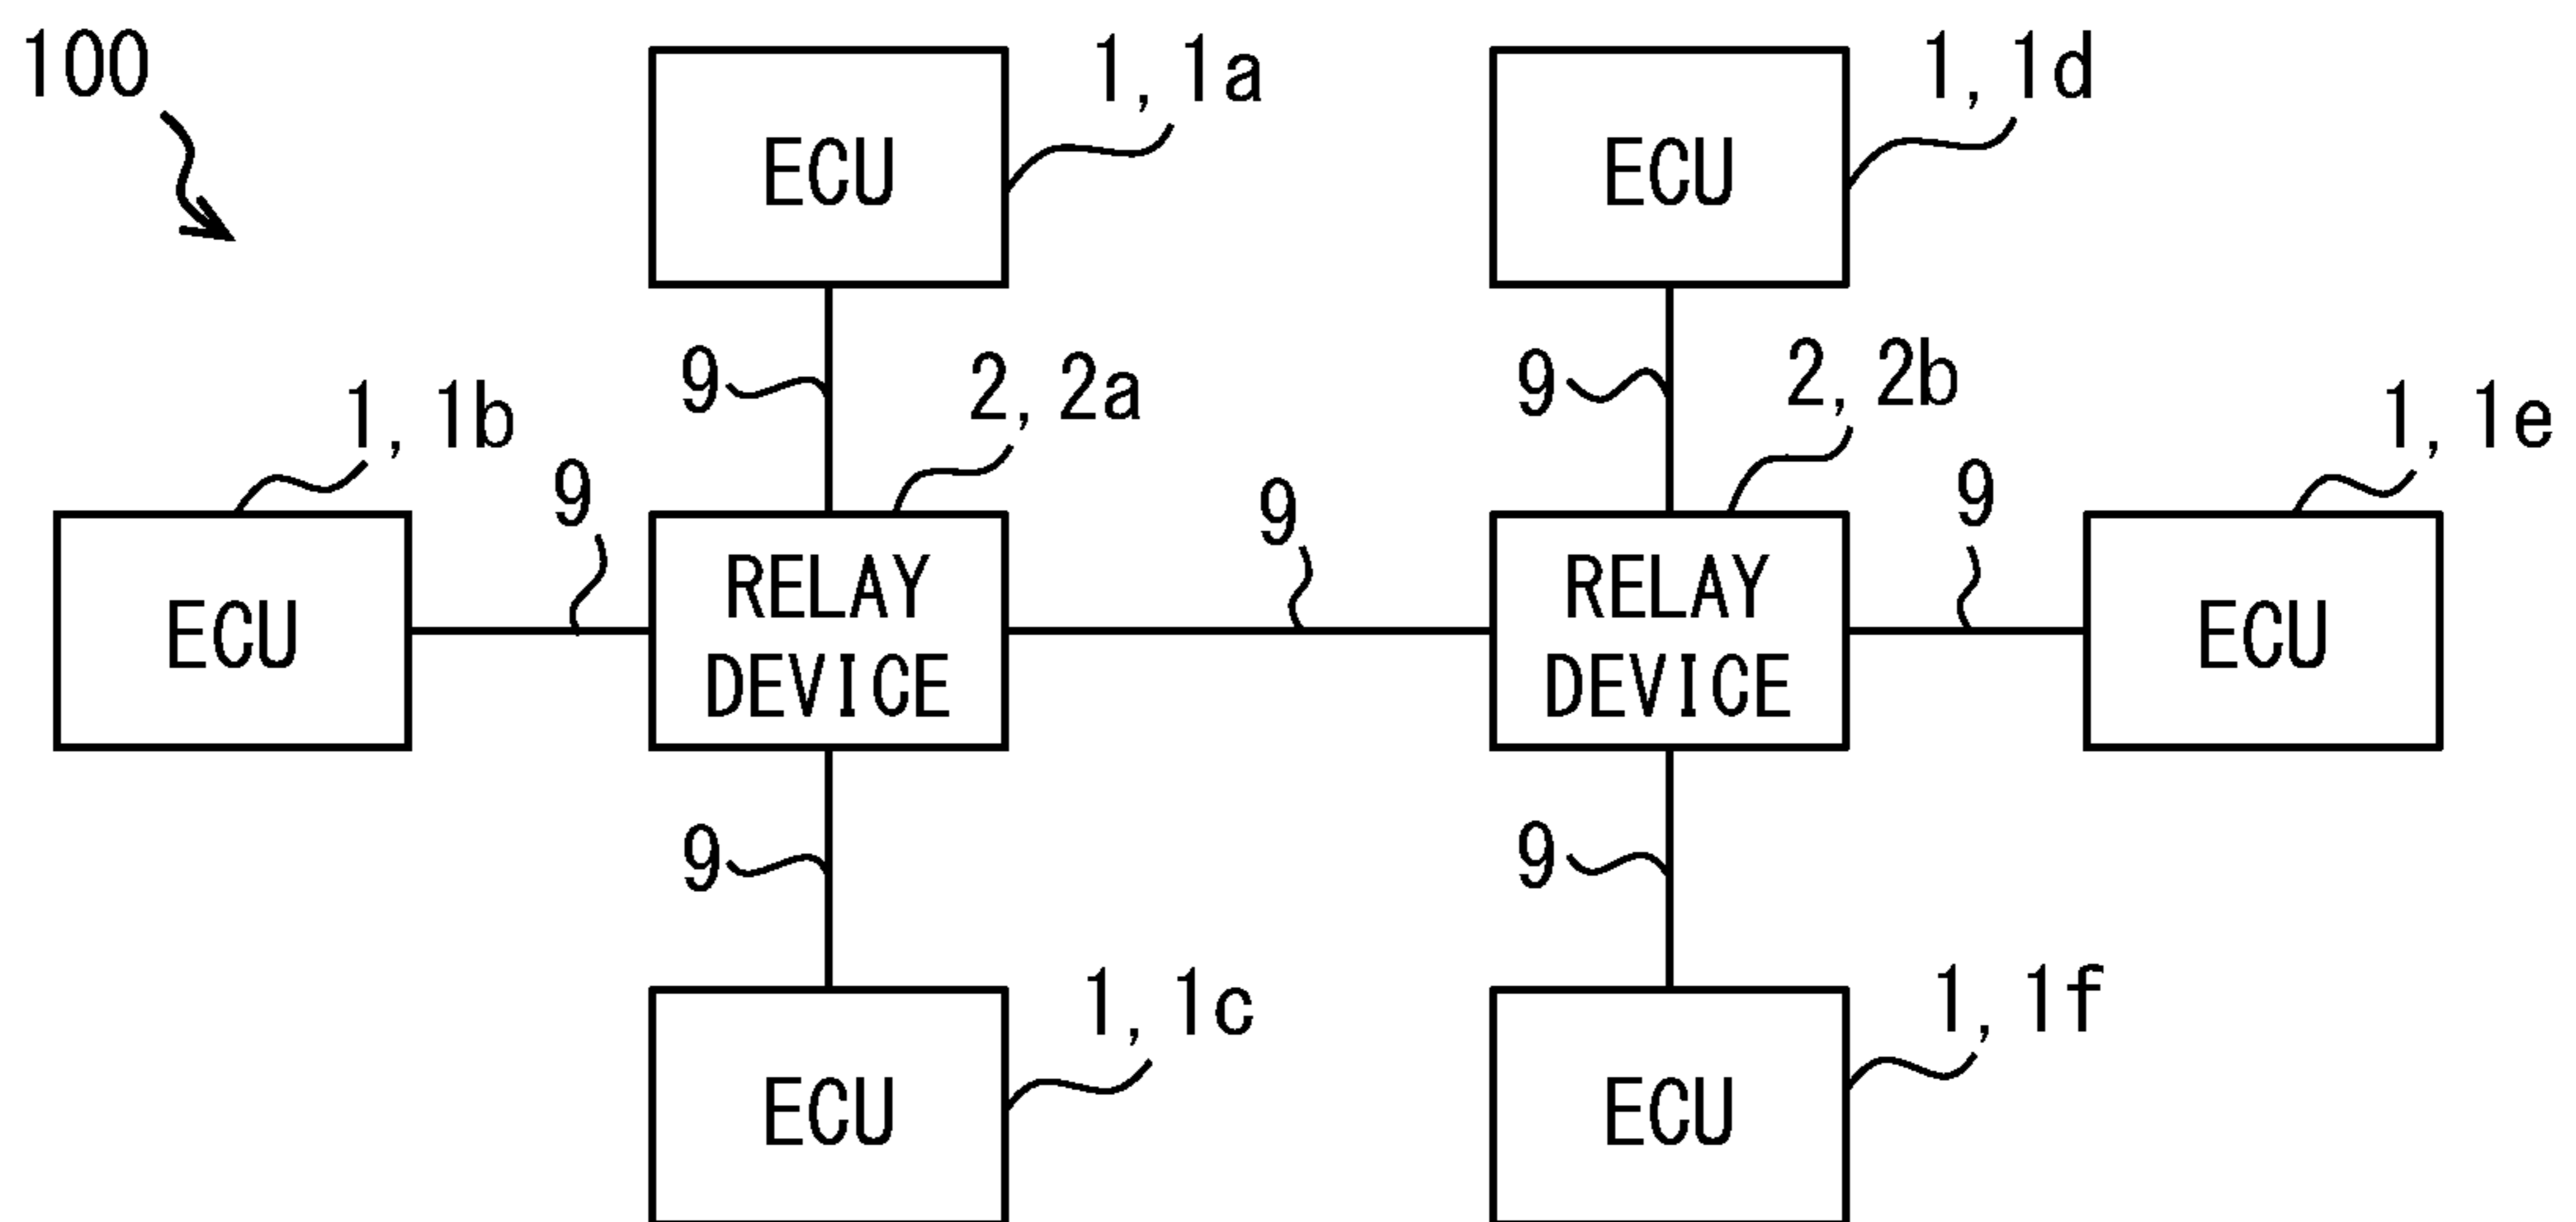 100
1, 1a
1, 1d
ECU
ECU
9
2, 2a
9
2, 2b
1, 1b
1, 1e
9
9
9
ECU
RELAY
DEVICE
RELAY
DEVICE
ECU
9
9
1, 1c
1, 1f
ECU
ECU